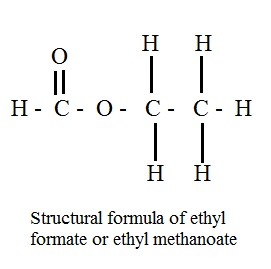 H H
O
H - C - O - C - C - H
H H
Structural formula of ethyl
formate or ethyl methanoate